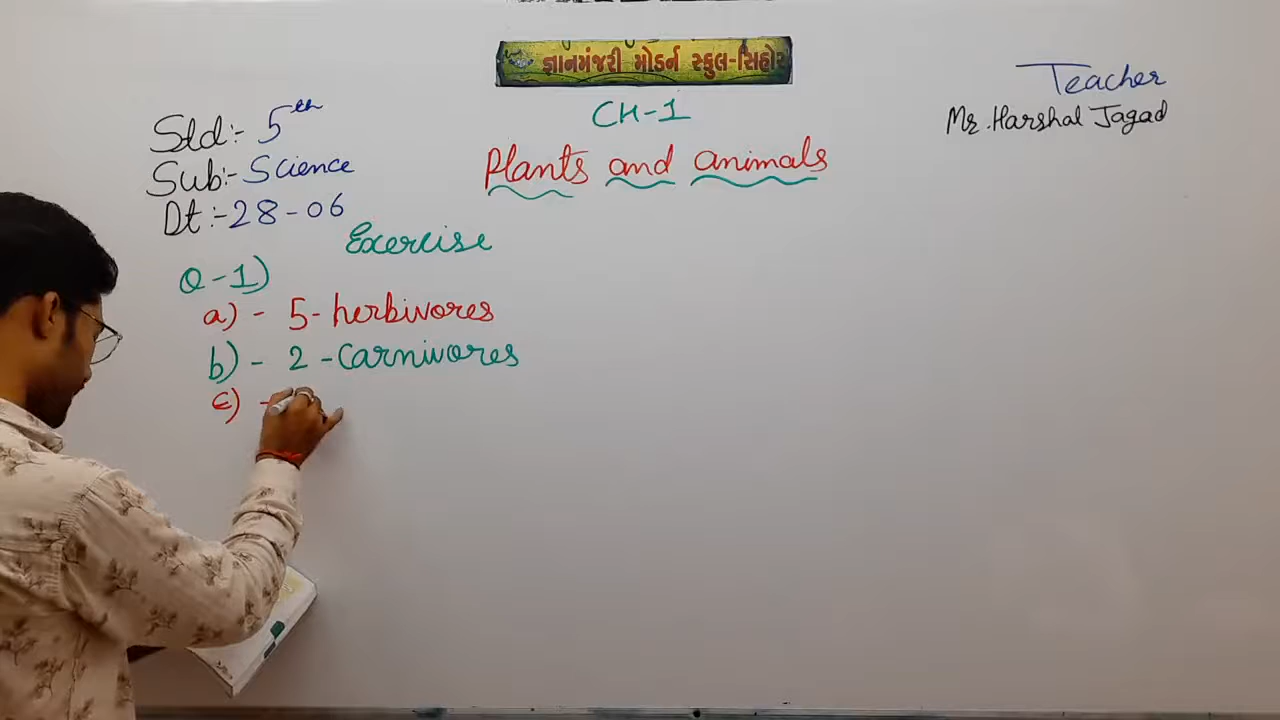 જ્ઞાનમંજરી મોડર્ન સ્કુલ-સિહોર
CH-1
Plants and animals
Teacher
Mr. Harshal Jagad
Std:- 5th
Sub:- Science
Dt:- 28-06
Exercise
Q-1)
a) - 5- herbivores
b) - 2 - Carnivores
c) -